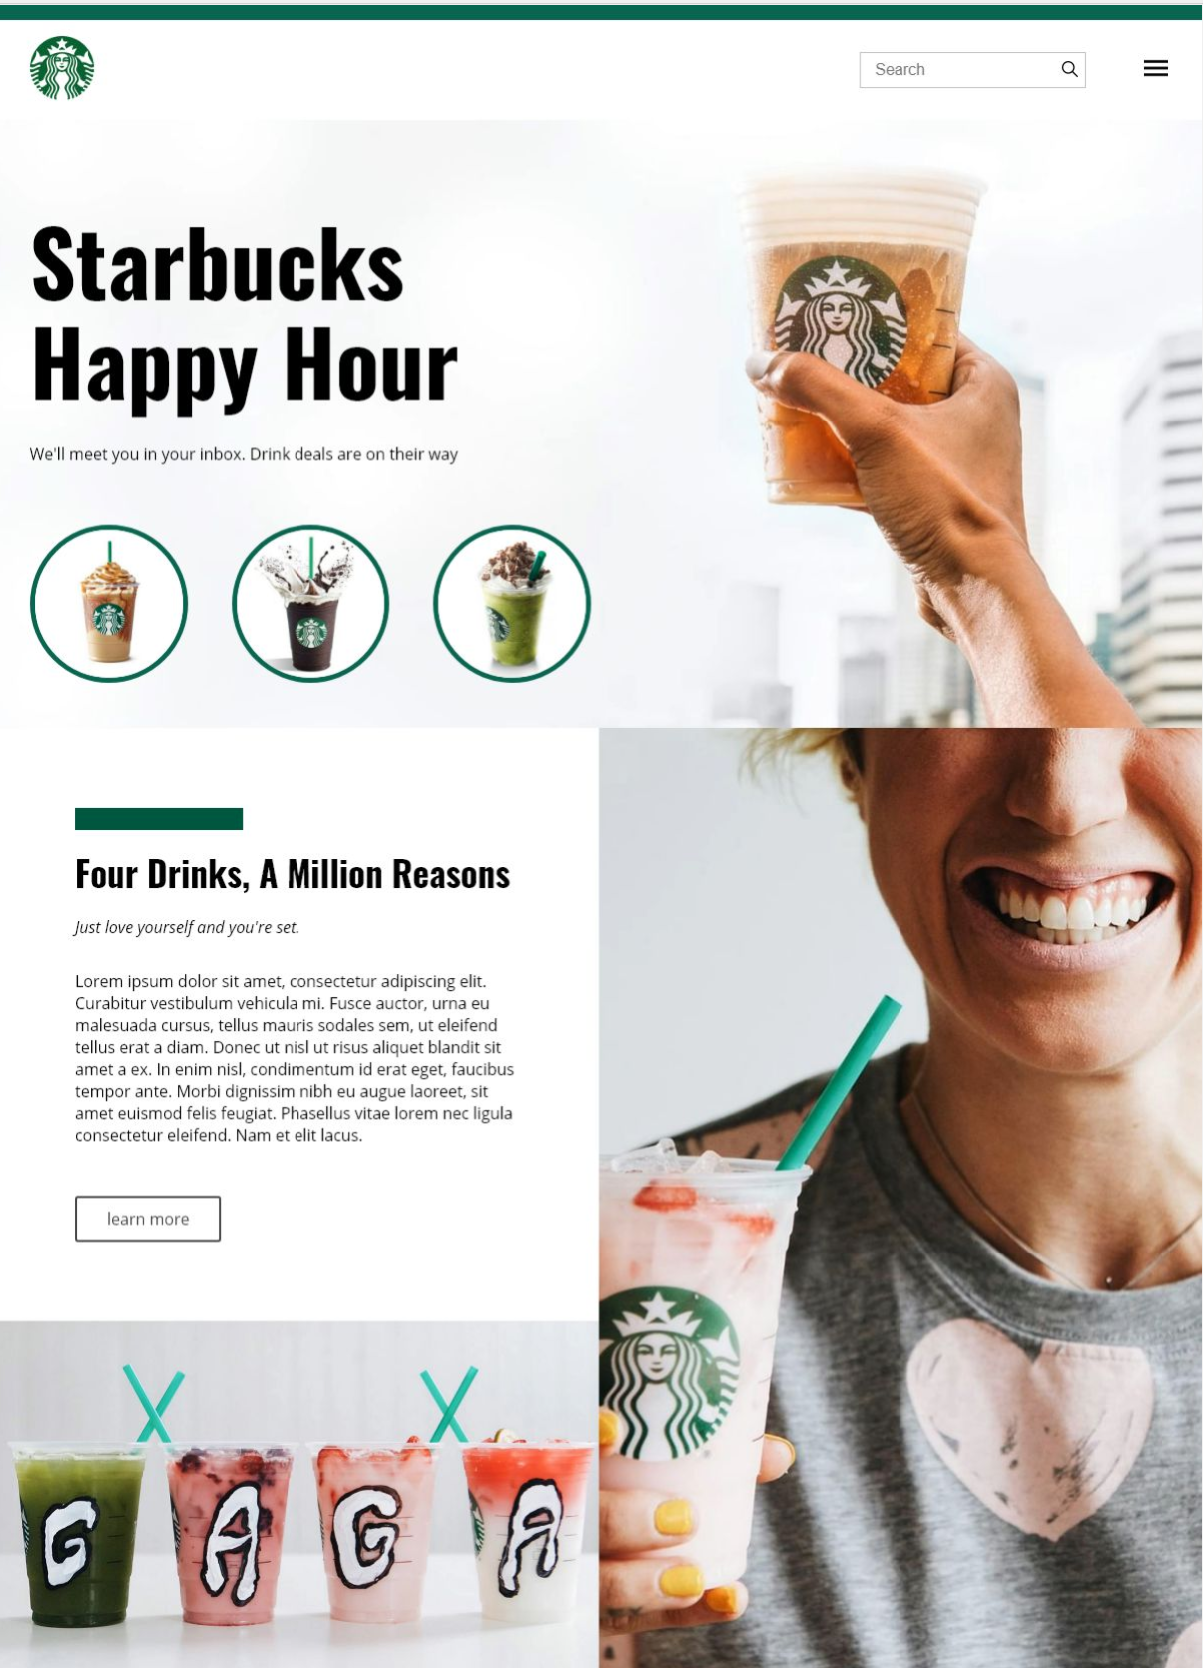 Search
Starbucks
Happy Hour
We'll meet you in your inbox. Drink deals are on their way
Four Drinks, A Million Reasons
Just love yourself and you're set.
Lorem ipsum dolor sit amet, consectetur adipiscing elit.
Curabitur vestibulum vehicula mi. Fusce auctor, urna eu
malesuada cursus, tellus mauris sodales sem, ut eleifend
tellus erat a diam. Donec ut nisl ut risus aliquet blandit sit
amet a ex. In enim nisl, condimentum id erat eget, faucibus
tempor ante. Morbi dignissim nibh eu augue laoreet, sit
amet euismod felis feugiat. Phasellus vitae lorem nec ligula
consectetur eleifend. Nam et elit lacus.
learn more
G A G A